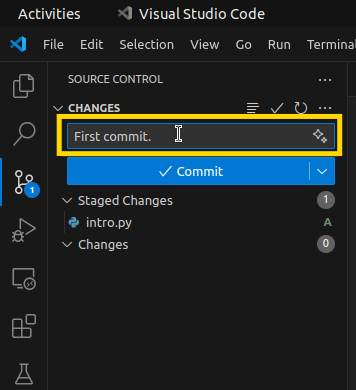 Activities Visual Studio Code
File Edit Selection View Go Run Termina
SOURCE CONTROL
CHANGES
First commit.
Commit
Staged Changes 1
intro.py A
Changes 0
1